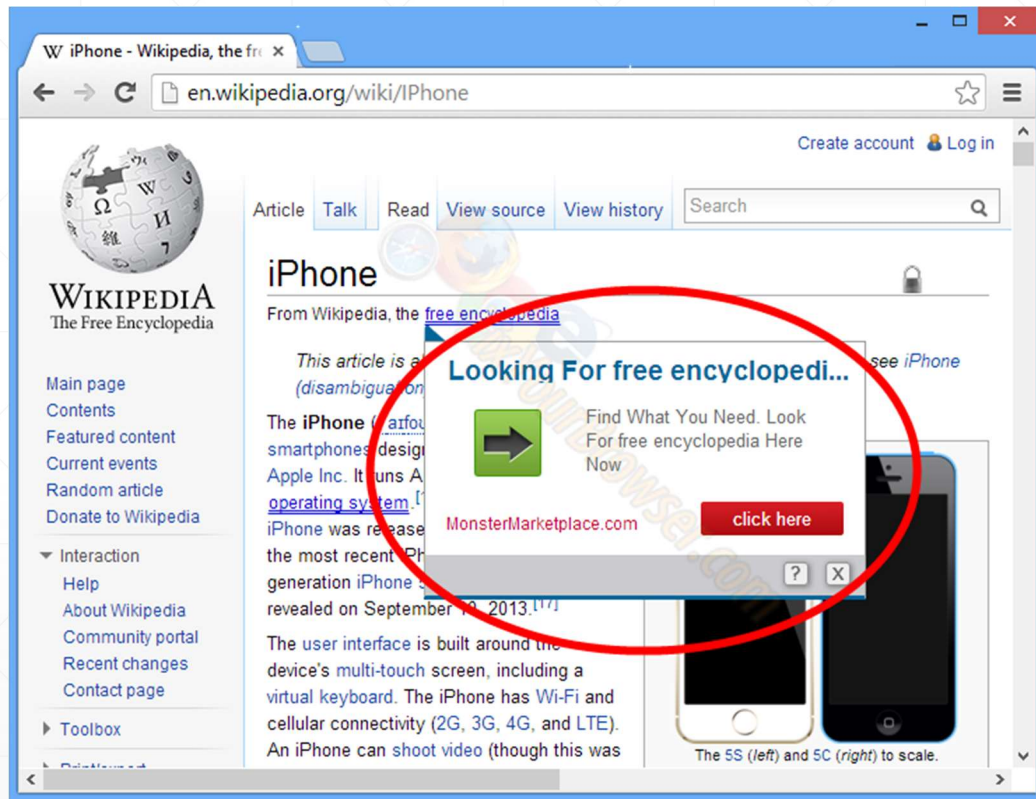 iPhone - Wikipedia, the fre
en.wikipedia.org/wiki/IPhone
Create account Log in
Article Talk Read View source View history Search
WIKIPEDIA
The Free Encyclopedia
iPhone
From Wikipedia, the free encyclopedia
This article is a
see iPhone
(disambiguation
Looking For free encyclopedi...
Find What You Need. Look
For free encyclopedia Here
Now
MonsterMarketplace.com
click here
? X
Main page
Contents
Featured content
Current events
Random article
Donate to Wikipedia
Interaction
Help
About Wikipedia
Community portal
Recent changes
Contact page
Toolbox
The iPhone
smartphones desig
Apple Inc. It runs A
operating system.
iPhone was release
the most recent iPh
generation iPhone 5
revealed on September 10, 2013.[17]
The user interface is built around the
device's multi-touch screen, including a
virtual keyboard. The iPhone has Wi-Fi and
cellular connectivity (2G, 3G, 4G, and LTE).
An iPhone can shoot video (though this was
The 5S (left) and 5C (right) to scale.